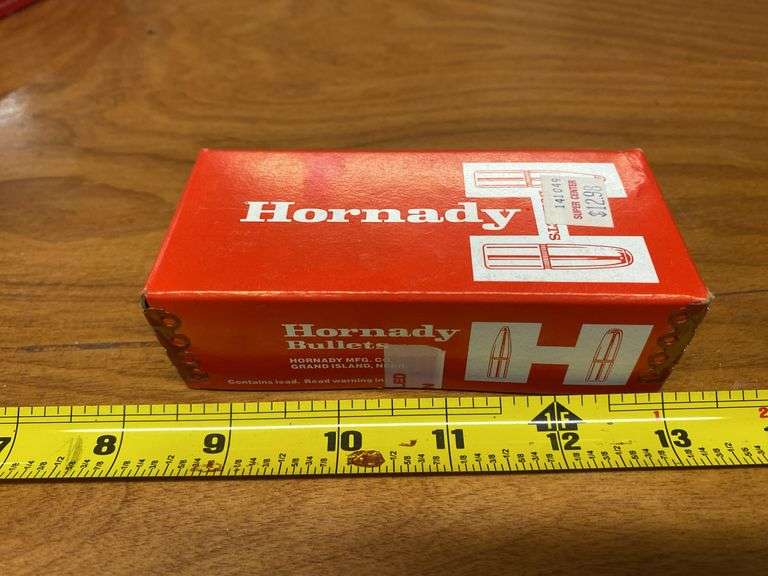 Hornady
141049
SUPER CENTER
$12.98
Hornady
Bullets
HORNADY MFG. CO.
GRAND ISLAND,
Contains lead. Read warning
7 8 9 10 11 12 13
1F